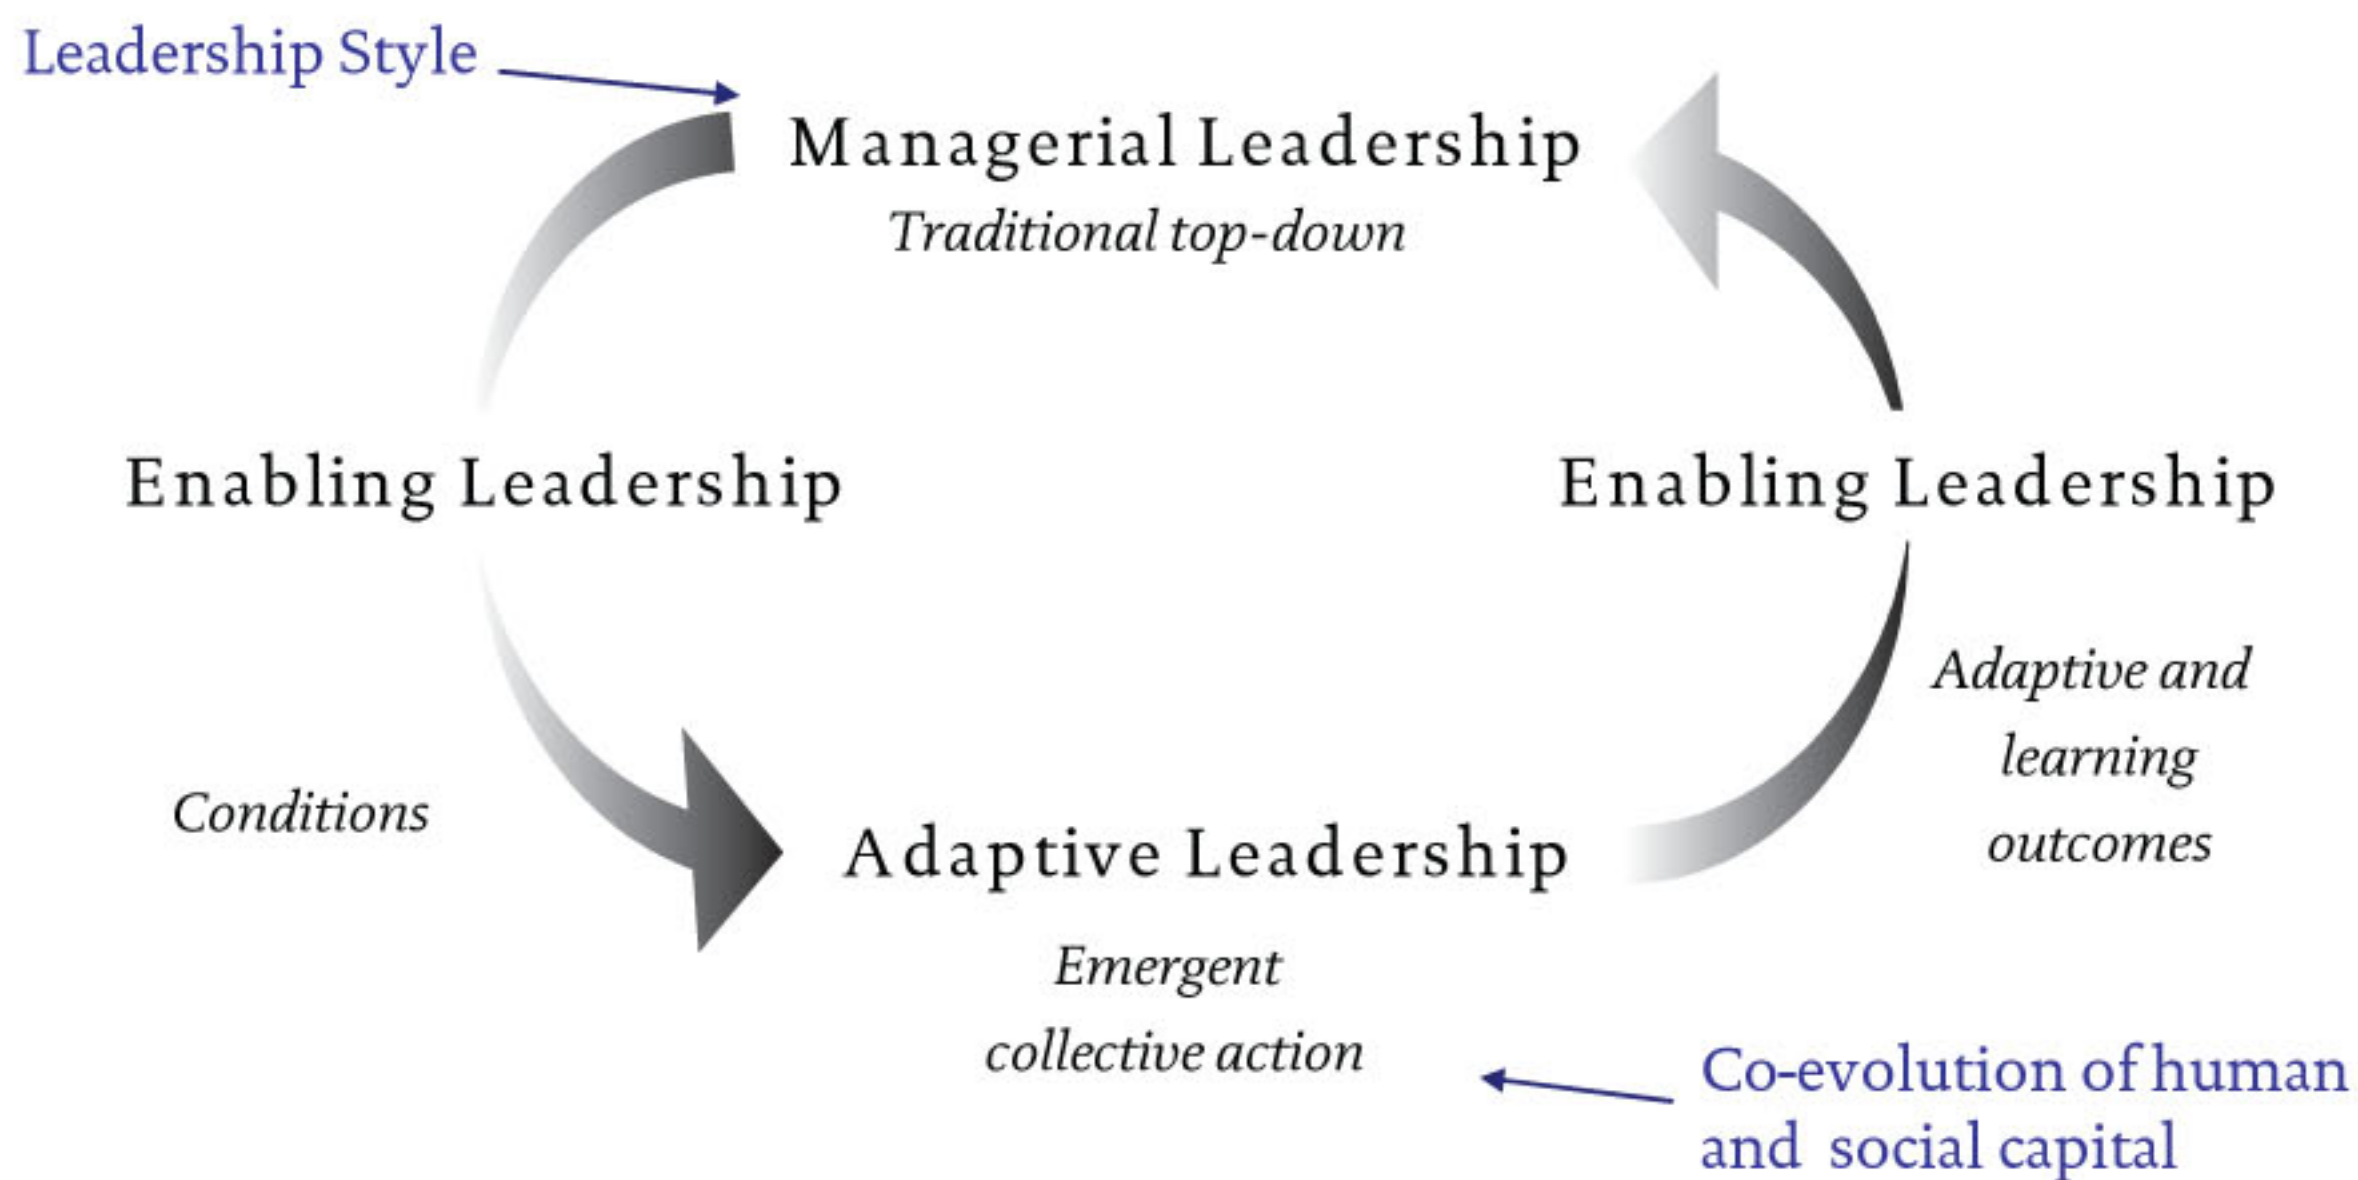 Leadership Style
Managerial Leadership
Traditional top-down
Enabling Leadership
Enabling Leadership
Conditions
Adaptive and
learning
outcomes
Adaptive Leadership
Emergent
collective action
Co-evolution of human
and social capital